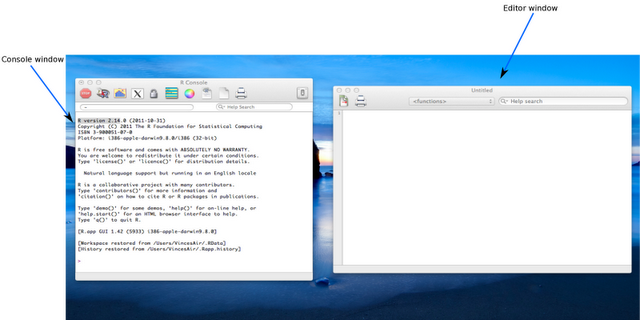 Editor window
Console window
R Console
Help Search
R version 2.14.0 (2011-10-31)
Copyright (C) 2011 The R Foundation for Statistical Computing
ISBN 3-900051-07-0
Platform: i386-apple-darwin9.8.0/i386 (32-bit)
R is free software and comes with ABSOLUTELY NO WARRANTY.
You are welcome to redistribute it under certain conditions.
Type 'license()' or 'licence()' for distribution details.
Natural language support but running in an English locale
R is a collaborative project with many contributors.
Type 'contributors()' for more information and
'citation()' on how to cite R or R packages in publications.
Type 'demo()' for some demos, 'help()' for on-line help, or
'help.start()' for an HTML browser interface to help.
Type 'q()' to quit R.
[R.app GUI 1.42 (5933) i386-apple-darwin9.8.0]
[Workspace restored from /Users/VincesAir/.RData]
[History restored from /Users/VincesAir/.Rapp.history]
>
Untitled
<functions>
Help search